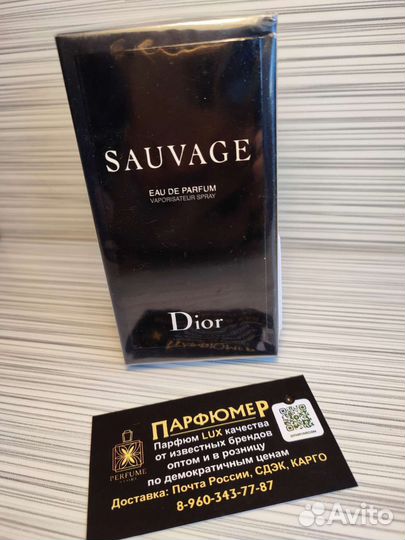 SAUVAGE
EAU DE PARFUM
VAPORISATEUR SPRAY
Dior
ПАРФЮМЕР
Парфюм LUX качества
от известных брендов
оптом и в розницу
по демократичным ценам
Доставка: Почта России, СДЭК, КАРГО
8-960-343-77-87
PERFUME
Avito